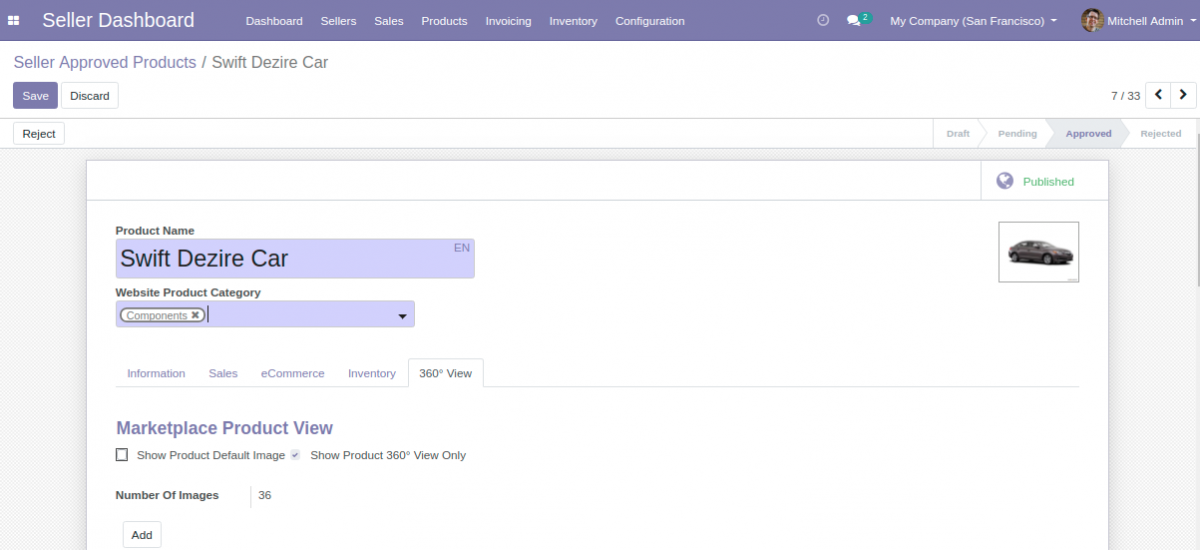 Seller Dashboard Dashboard Sellers Sales Products Invoicing Inventory Configuration 2 My Company (San Francisco) Mitchell Admin
Seller Approved Products / Swift Dezire Car
Save Discard 7 / 33
Reject Draft Pending Approved Rejected
Published
Product Name
Swift Dezire Car EN
Website Product Category
Components ✖
Information Sales eCommerce Inventory 360° View
Marketplace Product View
Show Product Default Image Show Product 360° View Only
Number Of Images 36
Add